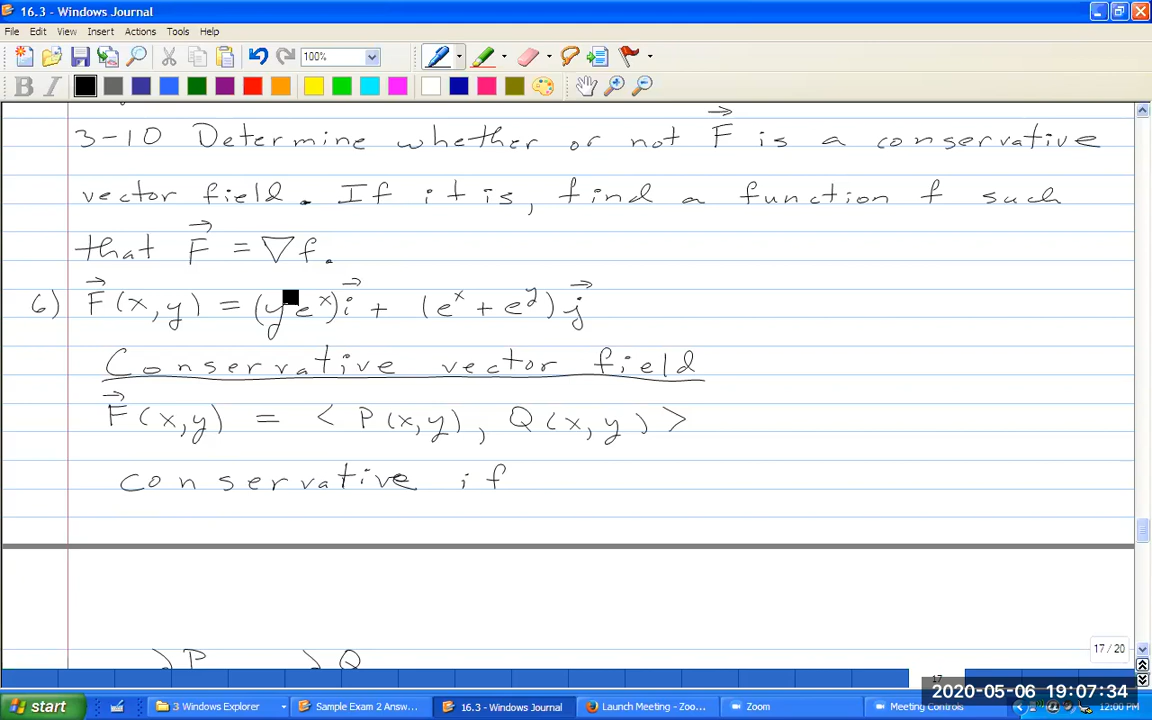 16.3 - Windows Journal
File Edit View Insert Actions Tools Help
100%
B I
3-10 Determine whether or not F⃗ is a conservative
vector field. If it is, find a function f such
that F⃗ = ∇f.
6) F⃗(x,y) = (ye^x)i⃗ + (e^x + e^y)j⃗
Conservative vector field
F⃗(x,y) = < P(x,y), Q(x,y) >
conservative if
∂P ∂Q
17 / 20
start 3 Windows Explorer Sample Exam 2 Answ... 16.3 - Windows Journal Launch Meeting - Zoo... Zoom Meeting Controls 12:00 PM
2020-05-06 19:07:34